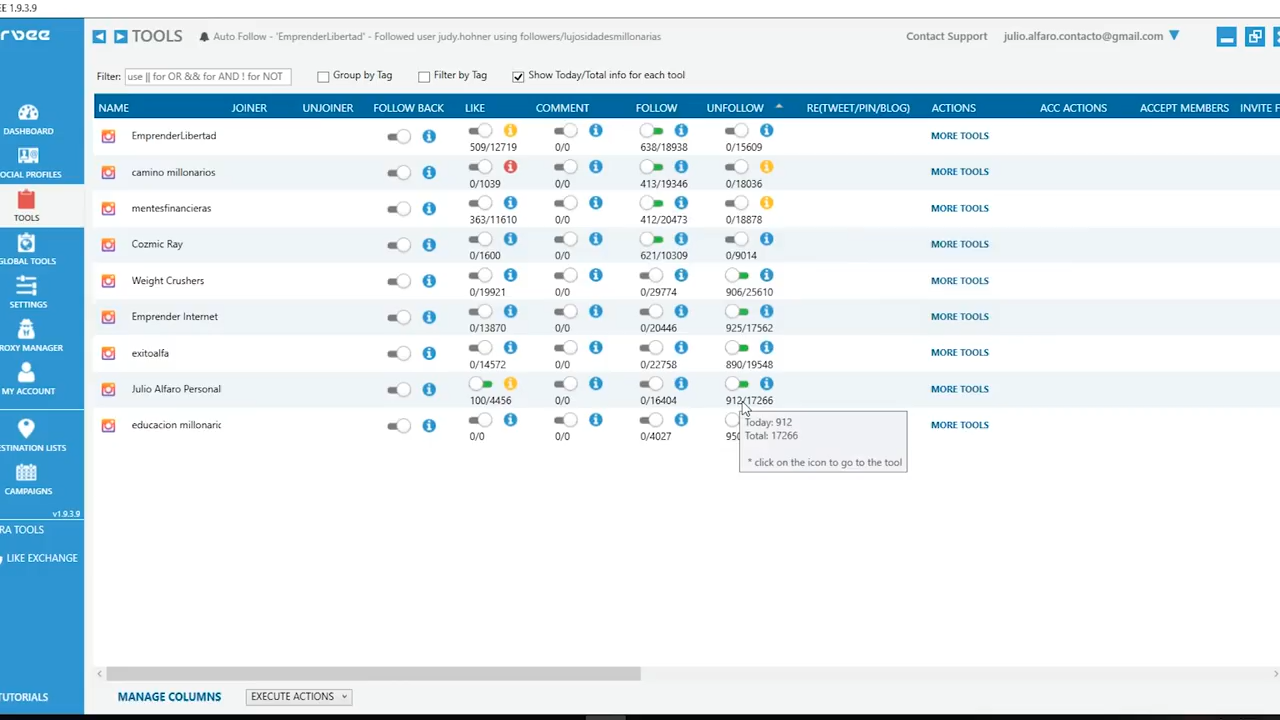 EE 1.9.3.9
TOOLS
Auto Follow - 'EmprenderLibertad' - Followed user judy.hohner using followers/lujosidadesmillonarias
Contact Support
julio.alfaro.contacto@gmail.com
Filter: use || for OR && for AND ! for NOT
Group by Tag
Filter by Tag
Show Today/Total info for each tool
NAME JOINER UNJOINER FOLLOW BACK LIKE COMMENT FOLLOW UNFOLLOW RE(TWEET/PIN/BLOG) ACTIONS ACC ACTIONS ACCEPT MEMBERS INVITE F
EmprenderLibertad 509/12719 0/0 638/18938 0/15609 MORE TOOLS
camino millonarios 0/1039 0/0 413/19346 0/18036 MORE TOOLS
mentesfinancieras 363/11610 0/0 412/20473 0/18878 MORE TOOLS
Cozmic Ray 0/1600 0/0 621/10309 0/9014 MORE TOOLS
Weight Crushers 0/19921 0/0 0/29774 906/25610 MORE TOOLS
Emprender Internet 0/13870 0/0 0/20446 925/17562 MORE TOOLS
exitoalfa 0/14572 0/0 0/22758 890/19548 MORE TOOLS
Julio Alfaro Personal 100/4456 0/0 0/16404 912/17266 MORE TOOLS
educacion millonaric 0/0 0/0 0/4027 950 MORE TOOLS
Today: 912
Total: 17266
* click on the icon to go to the tool
DASHBOARD
OCIAL PROFILES
TOOLS
GLOBAL TOOLS
SETTINGS
ROXY MANAGER
MY ACCOUNT
ESTINATION LISTS
CAMPAIGNS
v1.9.3.9
RA TOOLS
LIKE EXCHANGE
TUTORIALS
MANAGE COLUMNS
EXECUTE ACTIONS